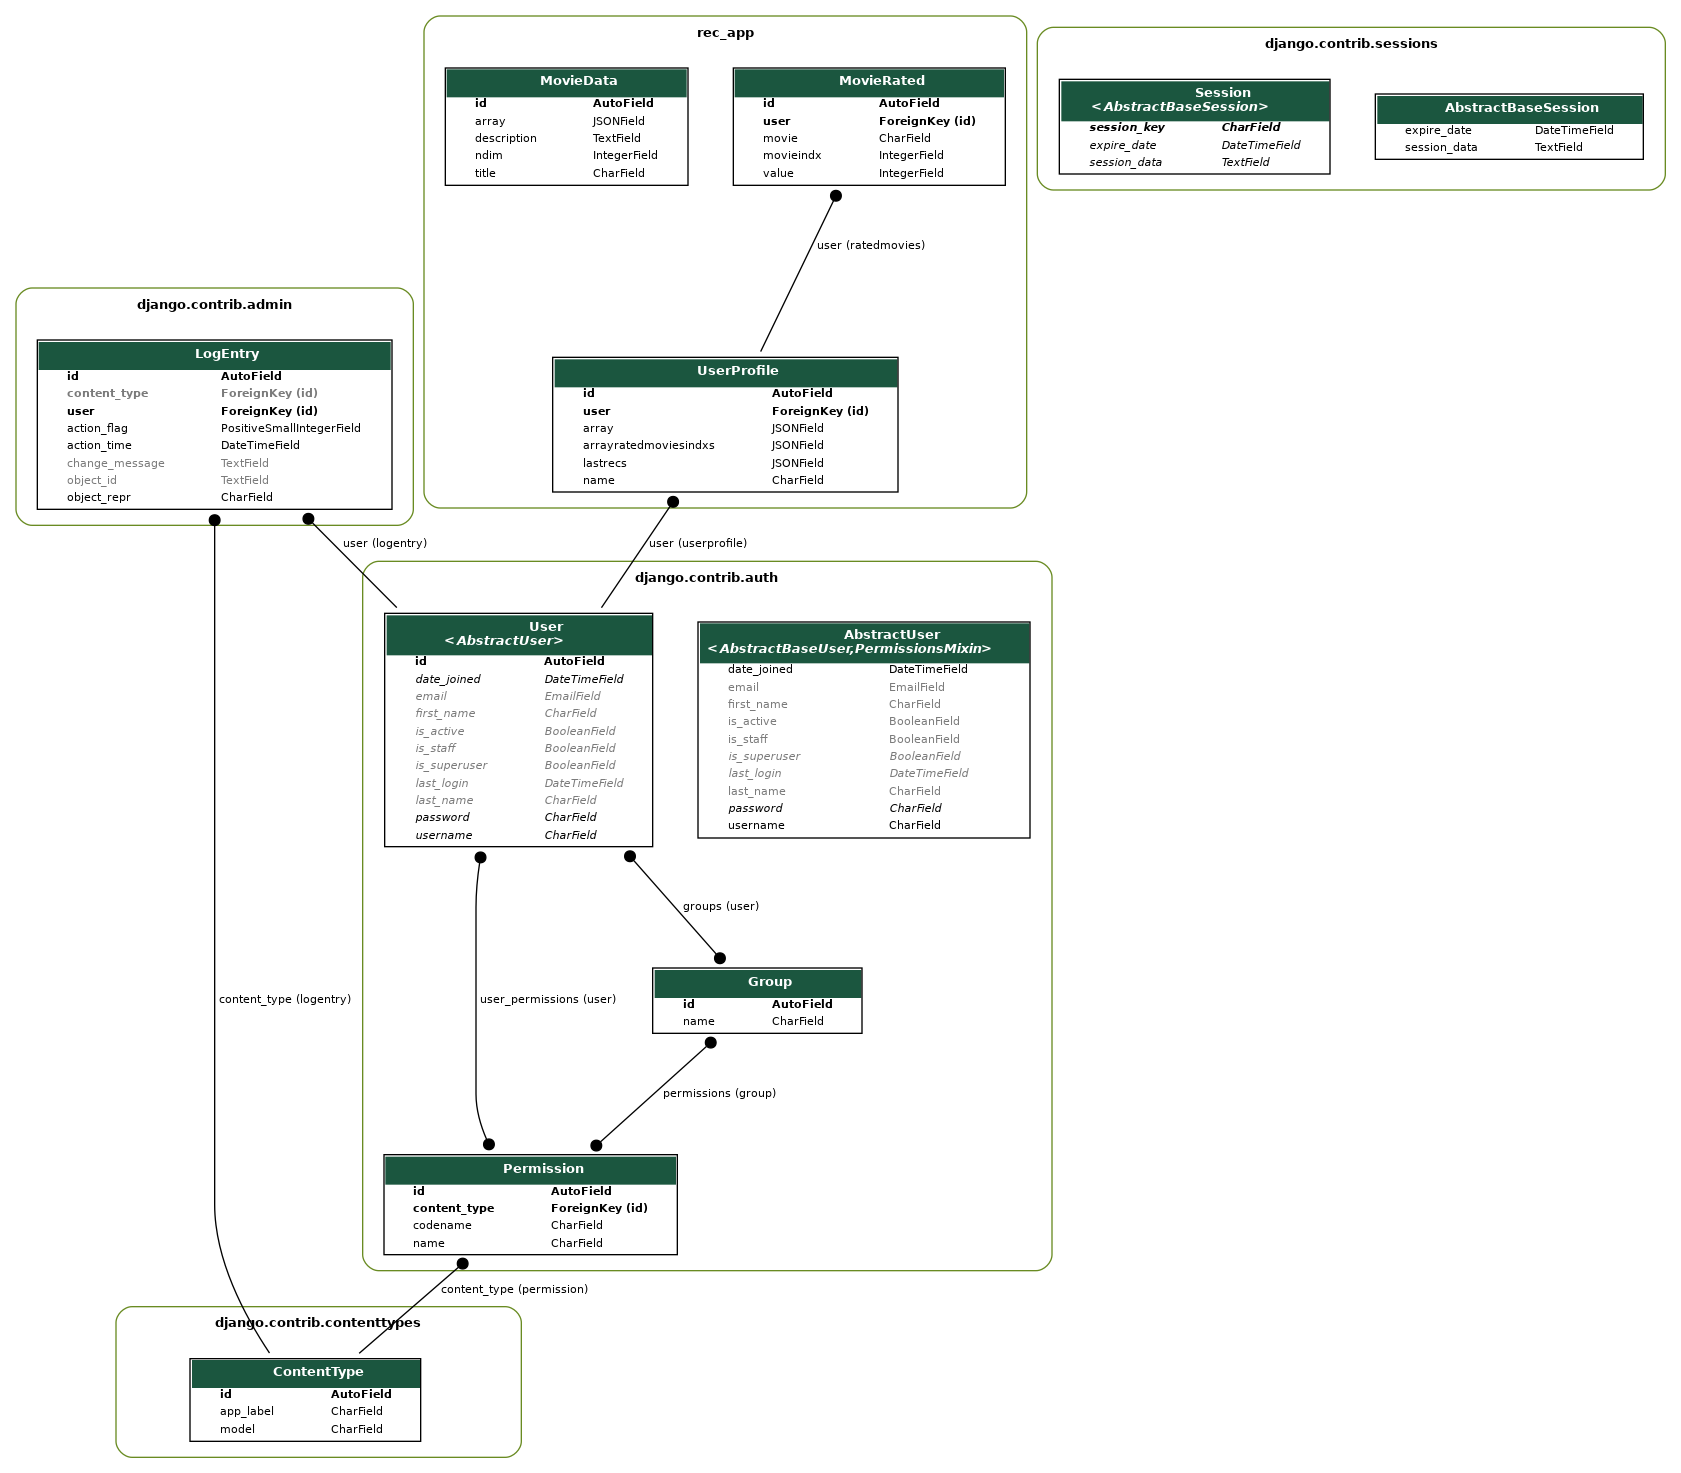 rec_app
MovieData
id AutoField
array JSONField
description TextField
ndim IntegerField
title CharField
MovieRated
id AutoField
user ForeignKey (id)
movie CharField
movieindx IntegerField
value IntegerField
user (ratedmovies)
UserProfile
id AutoField
user ForeignKey (id)
array JSONField
arrayratedmoviesindxs JSONField
lastrecs JSONField
name CharField
django.contrib.sessions
Session
<AbstractBaseSession>
session_key CharField
expire_date DateTimeField
session_data TextField
AbstractBaseSession
expire_date DateTimeField
session_data TextField
django.contrib.admin
LogEntry
id AutoField
content_type ForeignKey (id)
user ForeignKey (id)
action_flag PositiveSmallIntegerField
action_time DateTimeField
change_message TextField
object_id TextField
object_repr CharField
user (logentry)
user (userprofile)
django.contrib.auth
User
<AbstractUser>
id AutoField
date_joined DateTimeField
email EmailField
first_name CharField
is_active BooleanField
is_staff BooleanField
is_superuser BooleanField
last_login DateTimeField
last_name CharField
password CharField
username CharField
AbstractUser
<AbstractBaseUser,PermissionsMixin>
date_joined DateTimeField
email EmailField
first_name CharField
is_active BooleanField
is_staff BooleanField
is_superuser BooleanField
last_login DateTimeField
last_name CharField
password CharField
username CharField
groups (user)
content_type (logentry)
user_permissions (user)
Group
id AutoField
name CharField
permissions (group)
Permission
id AutoField
content_type ForeignKey (id)
codename CharField
name CharField
content_type (permission)
django.contrib.contenttypes
ContentType
id AutoField
app_label CharField
model CharField